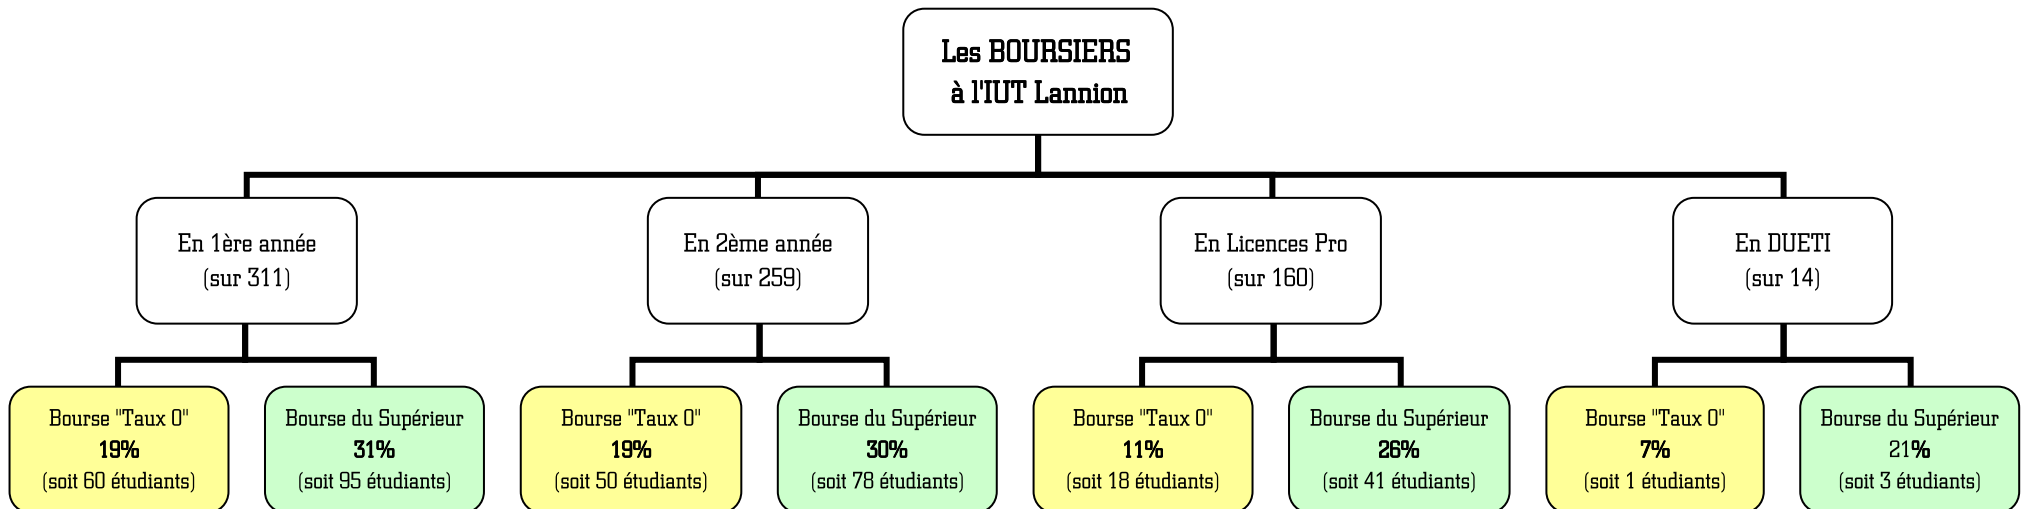 Les BOURSIERS
à l'IUT Lannion
En 1ère année
(sur 311)
En 2ème année
(sur 259)
En Licences Pro
(sur 160)
En DUETI
(sur 14)
Bourse "Taux 0"
19%
(soit 60 étudiants)
Bourse du Supérieur
31%
(soit 95 étudiants)
Bourse "Taux 0"
19%
(soit 50 étudiants)
Bourse du Supérieur
30%
(soit 78 étudiants)
Bourse "Taux 0"
11%
(soit 18 étudiants)
Bourse du Supérieur
26%
(soit 41 étudiants)
Bourse "Taux 0"
7%
(soit 1 étudiants)
Bourse du Supérieur
21%
(soit 3 étudiants)